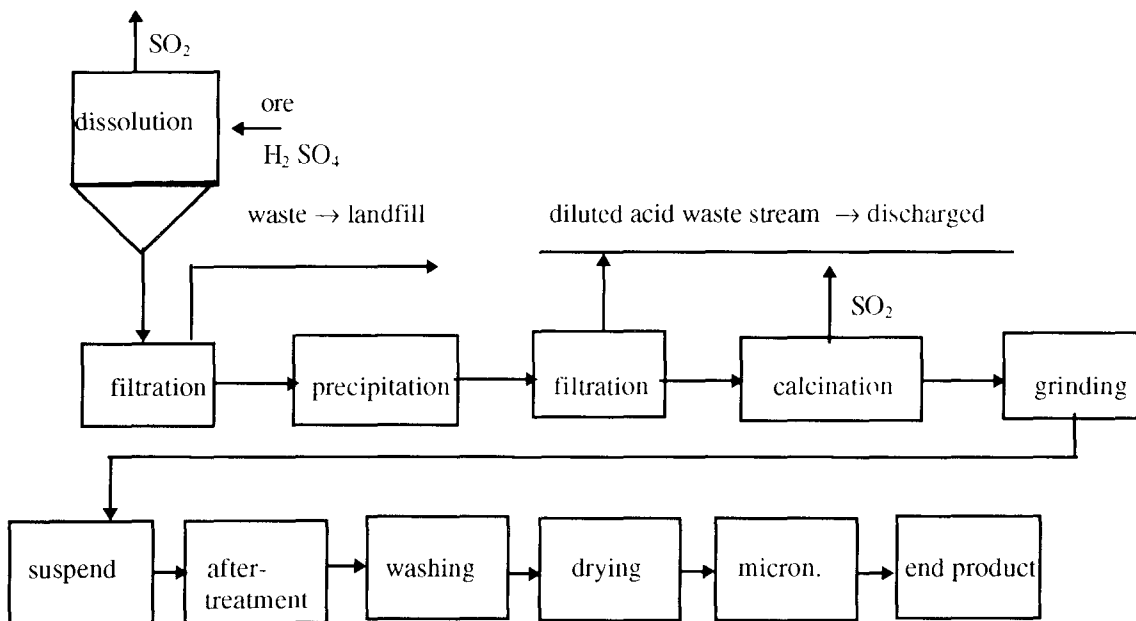 SO₂
dissolution
ore
H₂ SO₄
waste → landfill
diluted acid waste stream → discharged
SO₂
filtration
precipitation
filtration
calcination
grinding
suspend
after-
treatment
washing
drying
micron.
end product